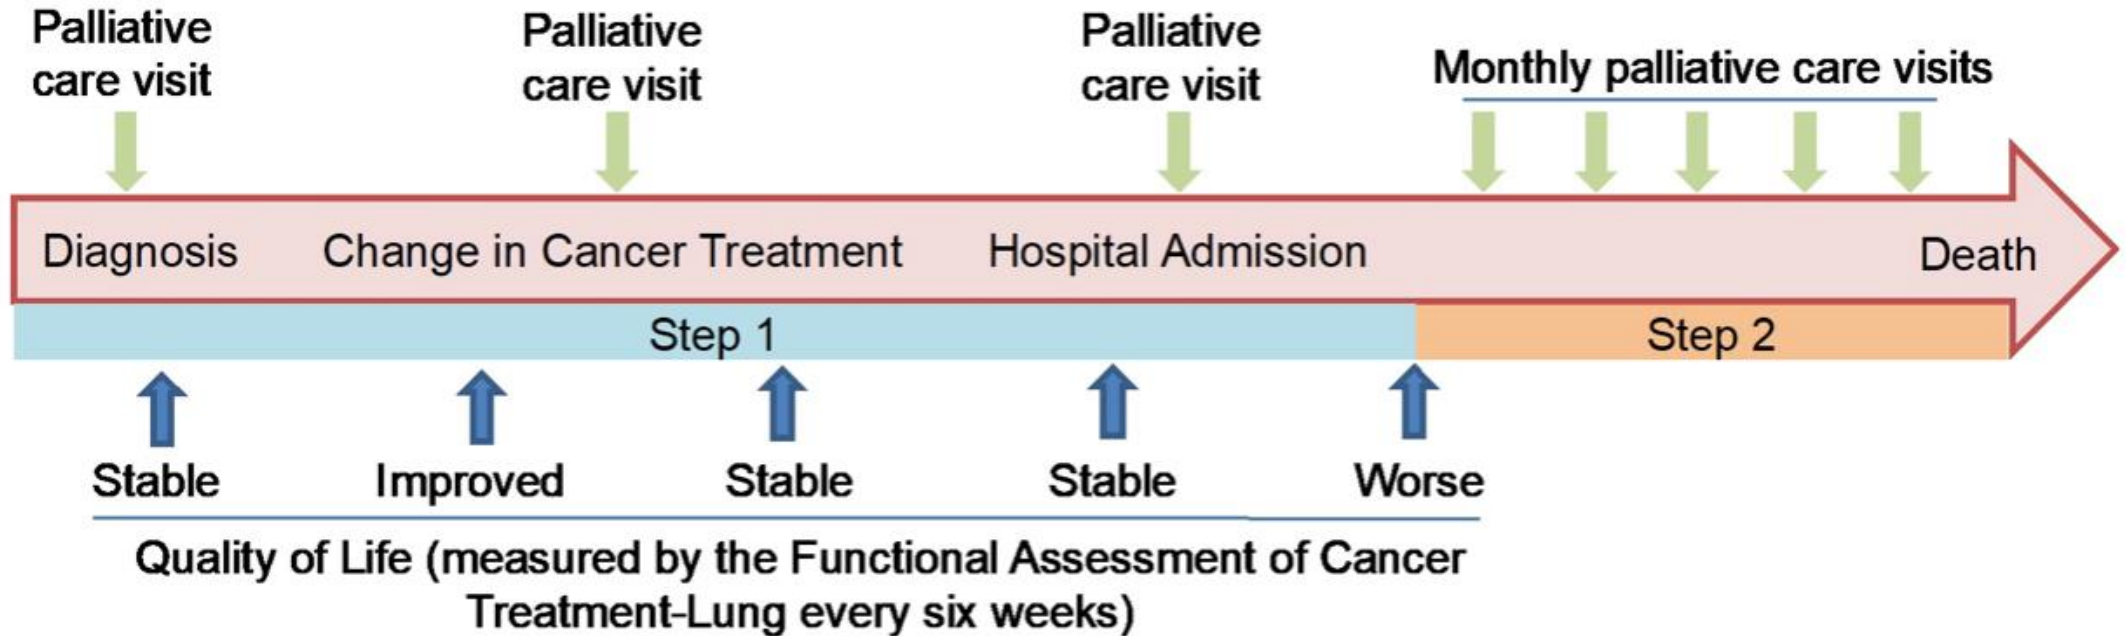 Palliative
care visit
Palliative
care visit
Palliative
care visit
Monthly palliative care visits
Diagnosis
Change in Cancer Treatment
Hospital Admission
Death
Step 1
Step 2
Stable
Improved
Stable
Stable
Worse
Quality of Life (measured by the Functional Assessment of Cancer
Treatment-Lung every six weeks)